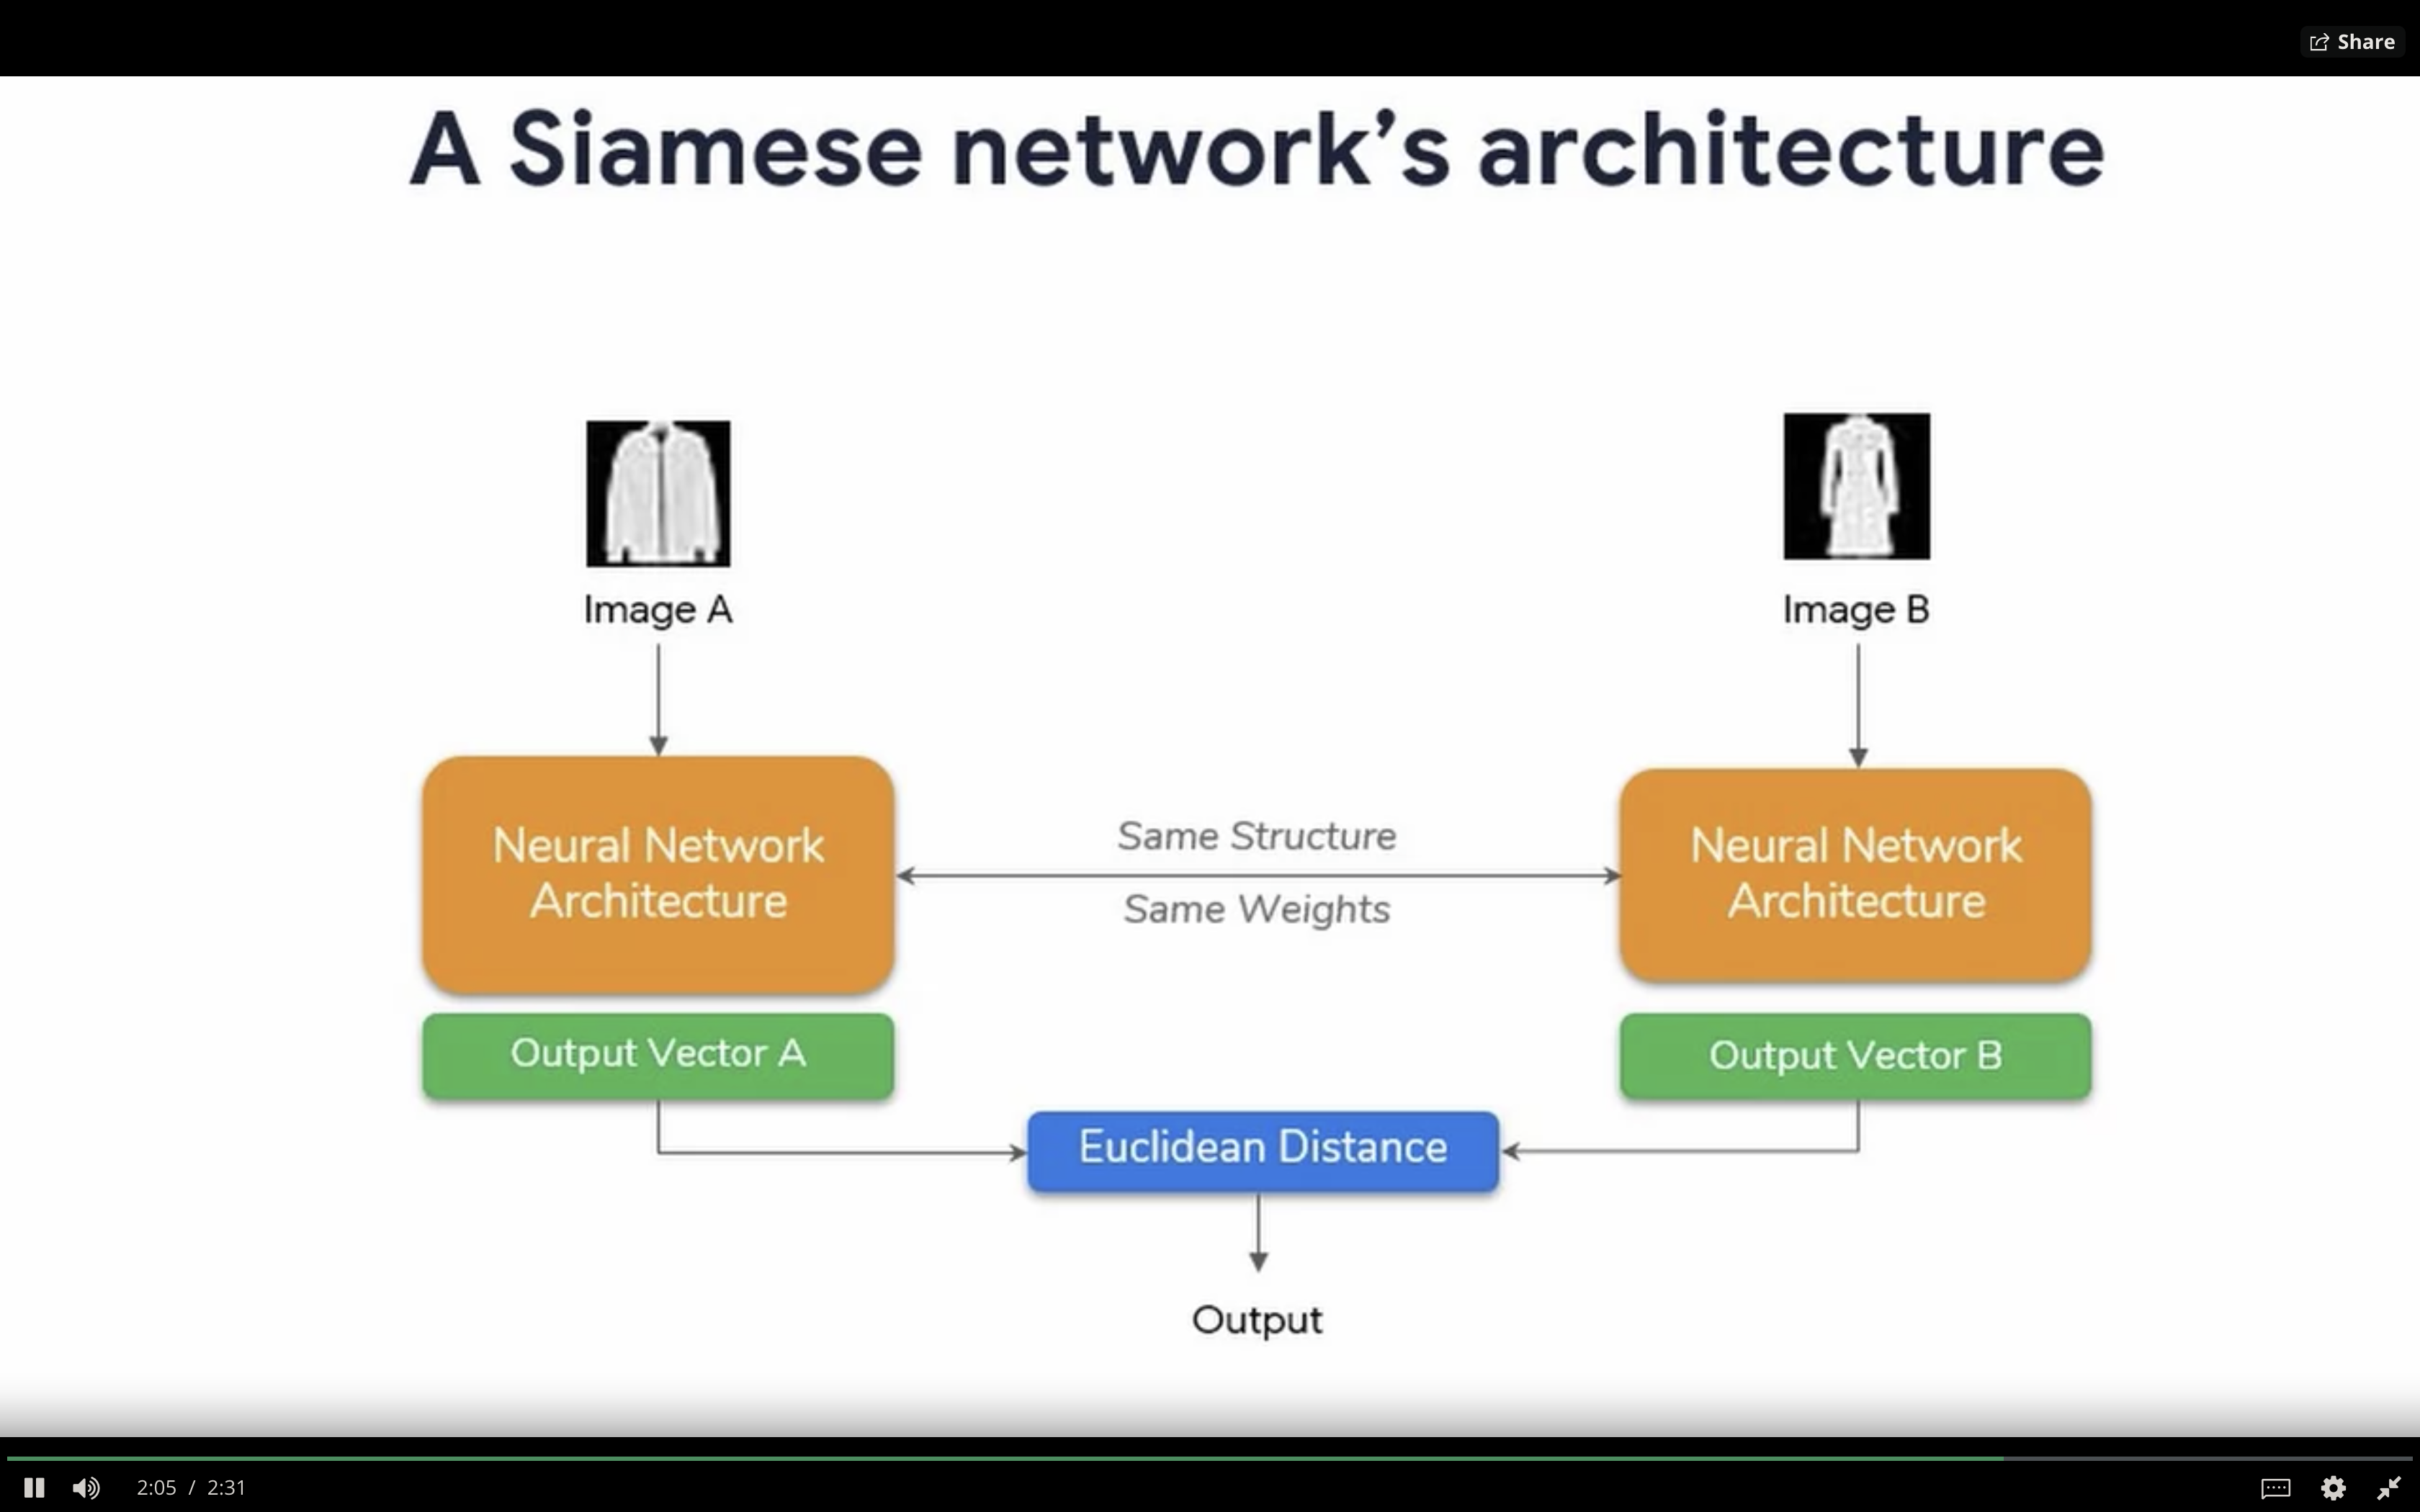 Share
A Siamese network’s architecture
Image A
Image B
Neural Network
Architecture
Same Structure
Same Weights
Neural Network
Architecture
Output Vector A
Output Vector B
Euclidean Distance
Output
2:05 / 2:31